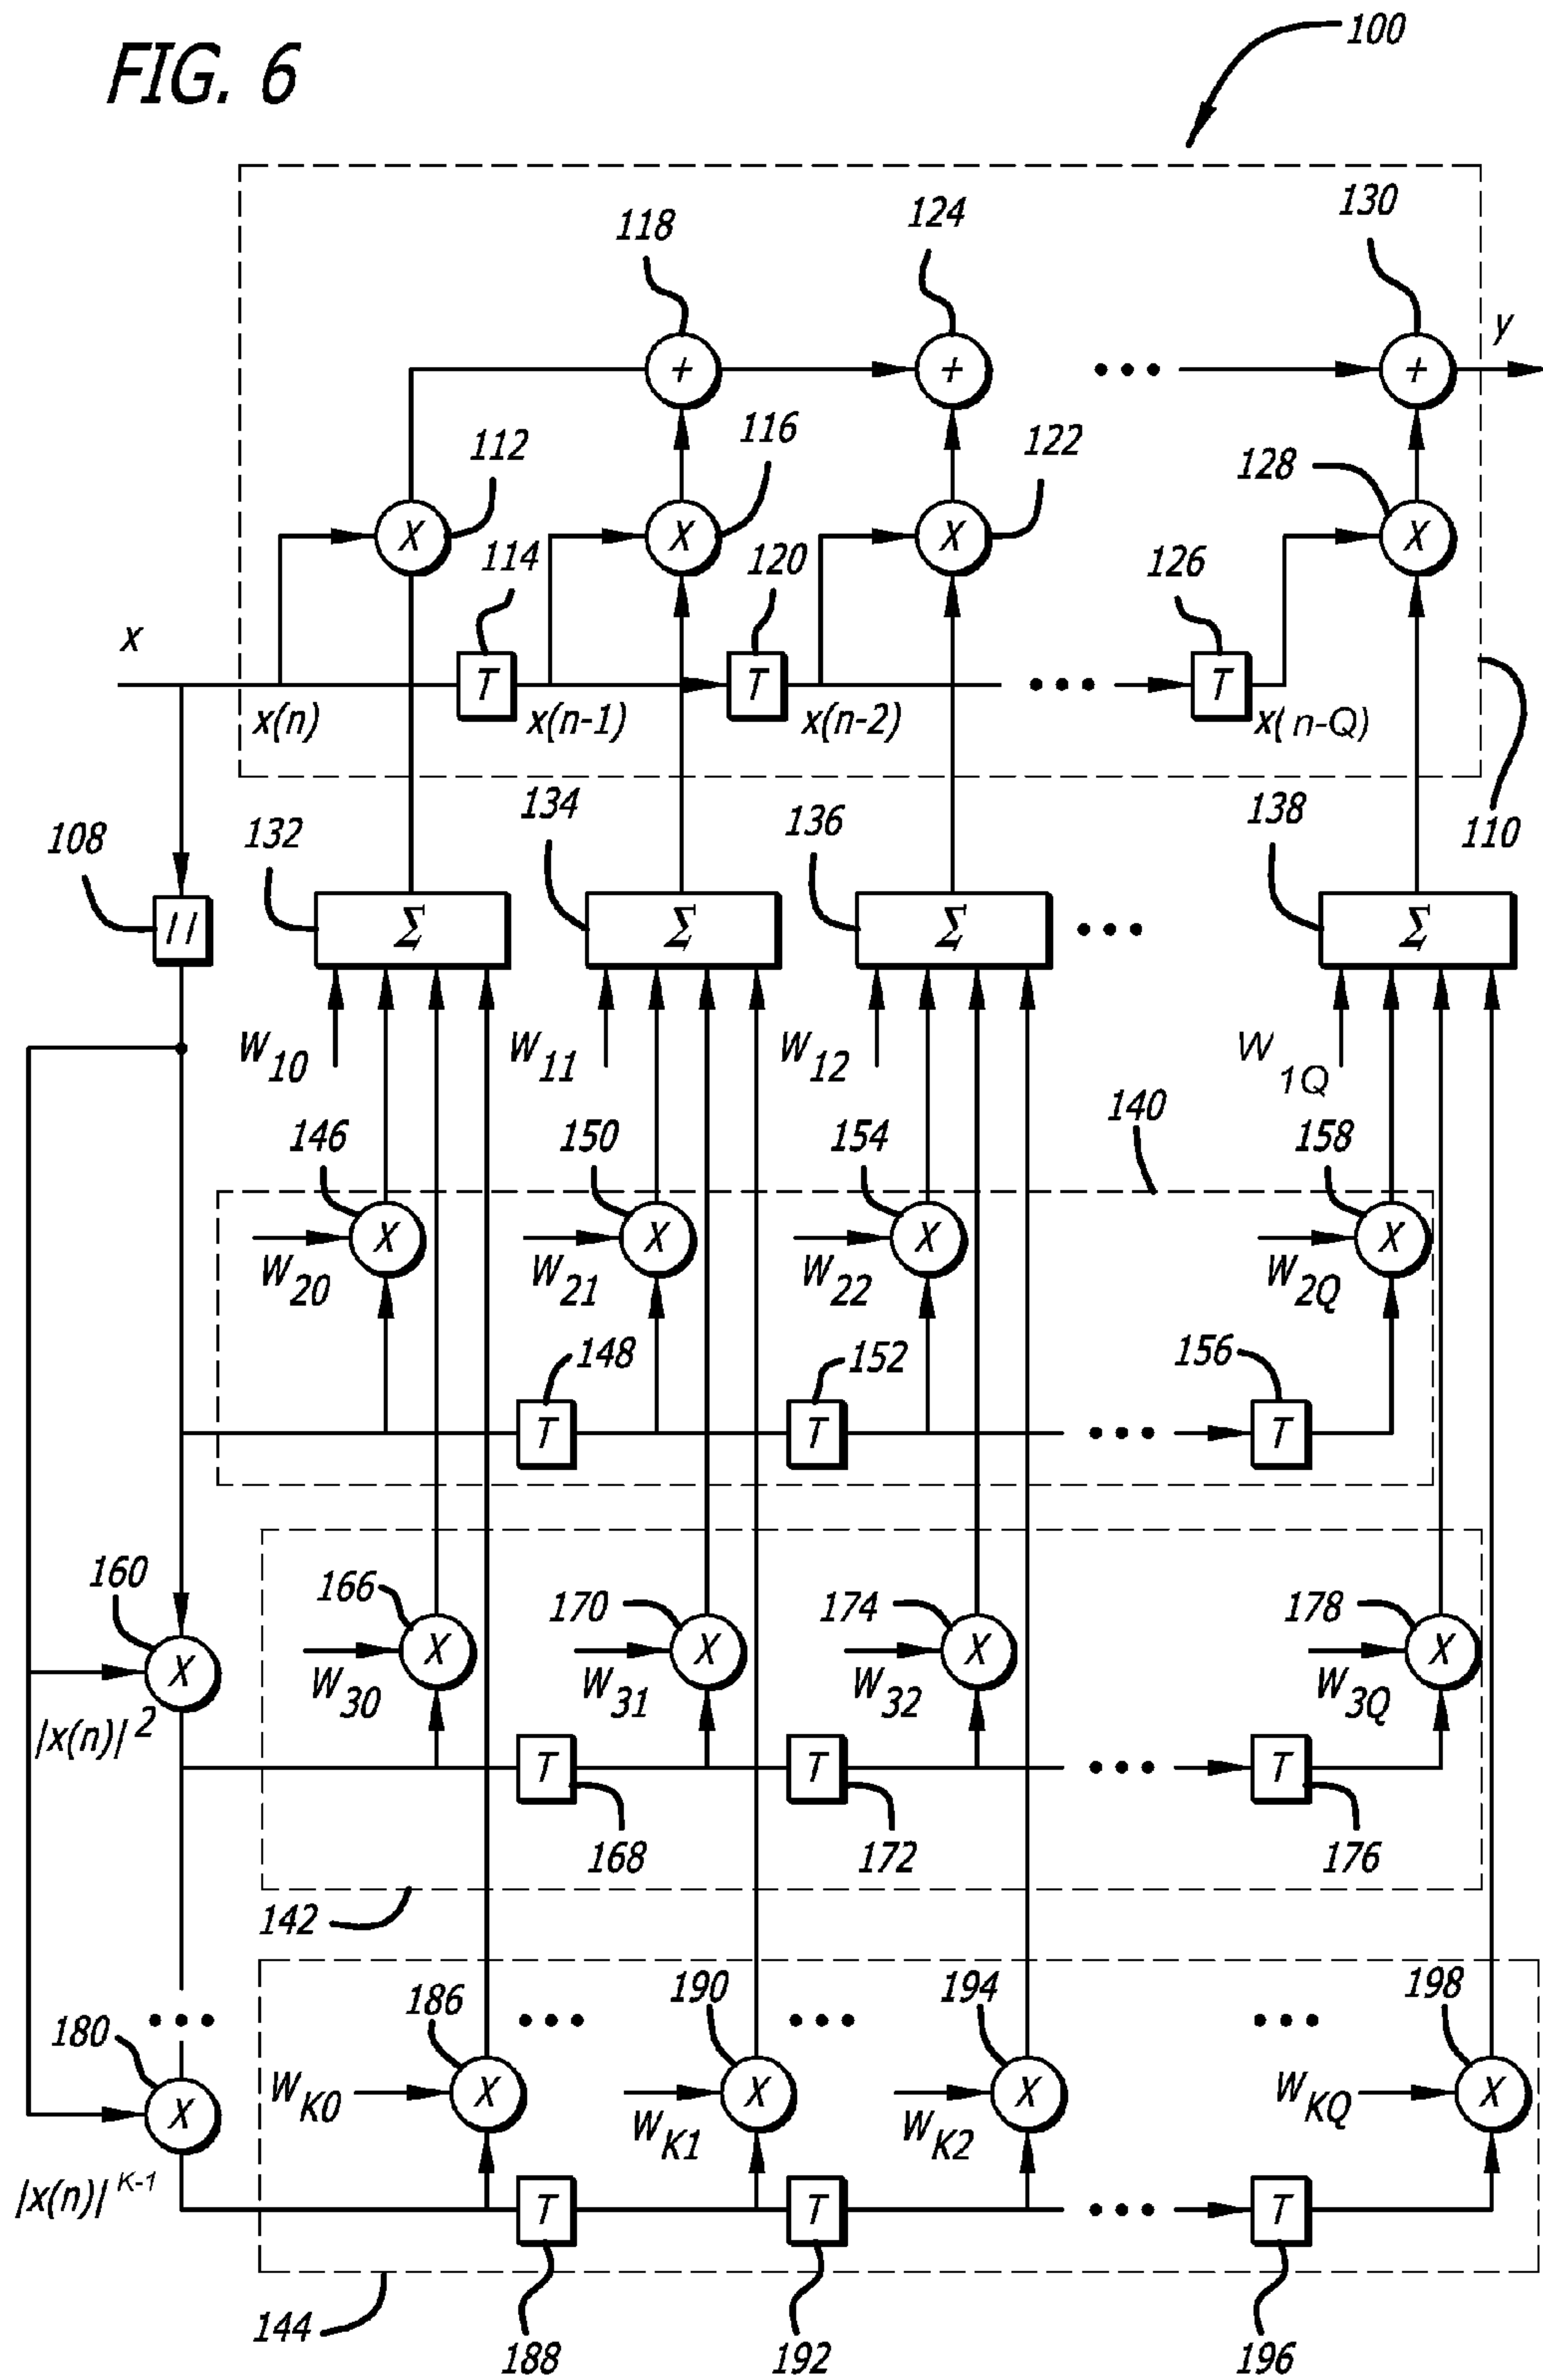 FIG. 6
100
118
124
130
+
+
+
y
112
116
122
128
X
X
X
X
114
120
126
x
T
T
T
x(n)
x(n-1)
x(n-2)
x(n-Q)
110
108
132
134
136
138
||
Σ
Σ
Σ
Σ
W10
W11
W12
W1Q
140
146
150
154
158
X
X
X
X
W20
W21
W22
W2Q
148
152
156
T
T
T
160
166
170
174
178
X
X
X
X
X
W30
W31
W32
W3Q
|x(n)|2
T
T
T
168
172
176
142
180
186
190
194
198
X
WK0
X
WK1
X
WK2
X
WKQ
X
|x(n)|K-1
T
T
T
144
188
192
196